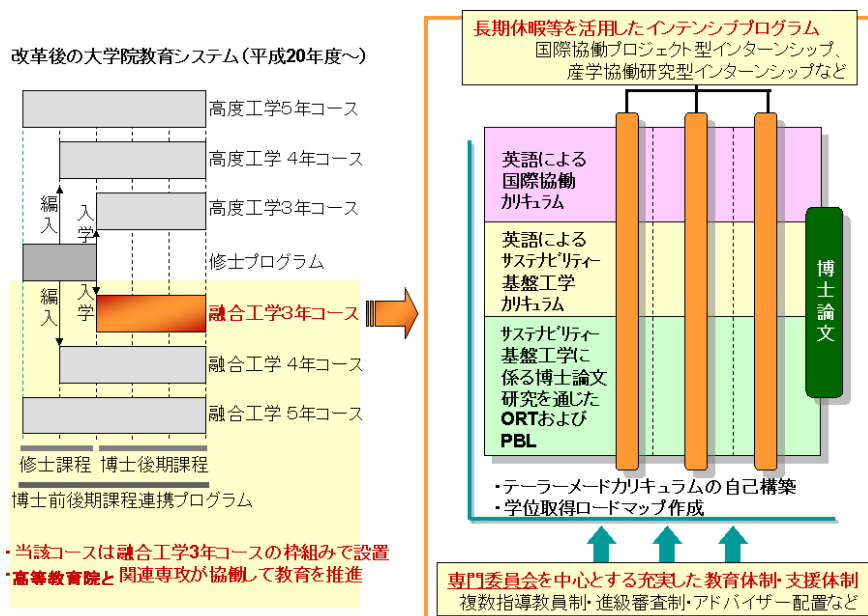 改革後の大学院教育システム(平成20年度～)
高度工学5年コース
高度工学 4年コース
高度工学3年コース
修士プログラム
融合工学3年コース
融合工学 4年コース
融合工学 5年コース
編入
入学
編入
入学
修士課程
博士後期課程
博士前後期課程連携プログラム
・当該コースは融合工学3年コースの枠組みで設置
・高等教育院と関連専攻が協働して教育を推進
長期休暇等を活用したインテンシブプログラム
国際協働プロジェクト型インターンシップ、
産学協働研究型インターンシップなど
英語による
国際協働
カリキュラム
英語による
サステナビリティー
基盤工学
カリキュラム
サステナビリティー
基盤工学に
係る博士論文
研究を通じた
ORTおよび
PBL
博士論文
・テーラーメードカリキュラムの自己構築
・学位取得ロードマップ作成
専門委員会を中心とする充実した教育体制・支援体制
複数指導教員制・進級審査制・アドバイザー配置など